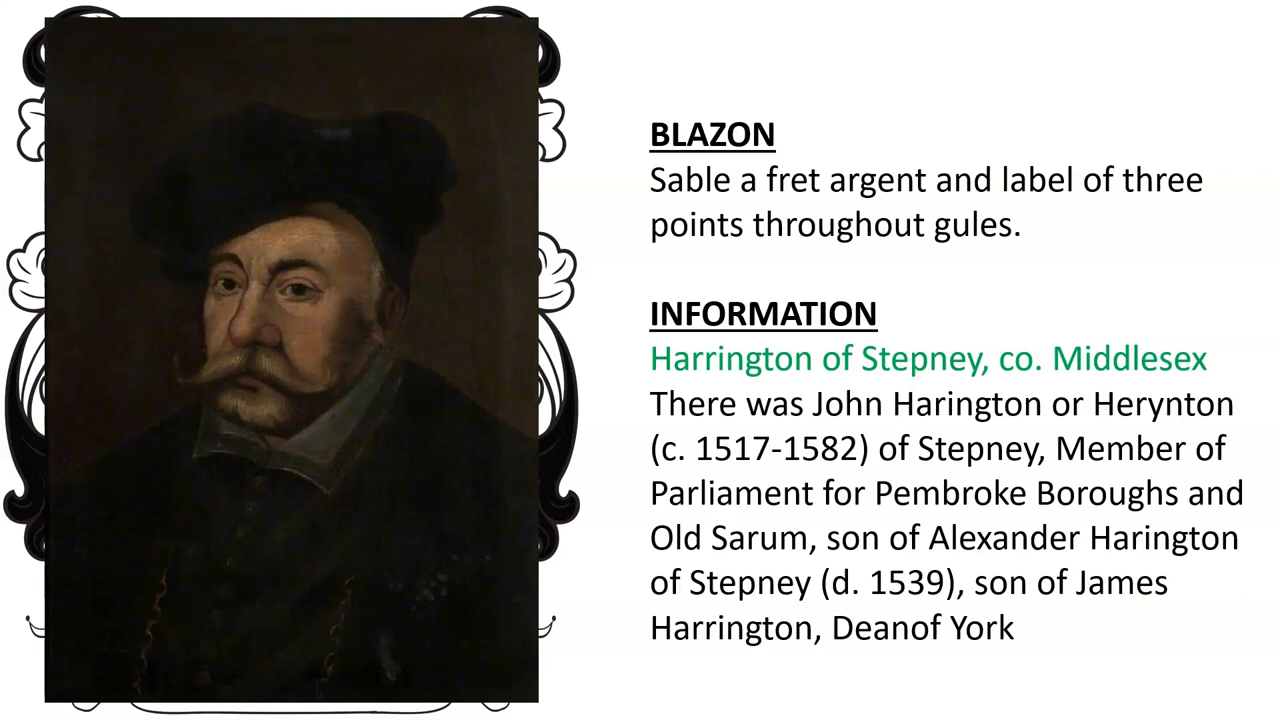 BLAZON
Sable a fret argent and label of three
points throughout gules.
INFORMATION
Harrington of Stepney, co. Middlesex
There was John Harington or Herynton
(c. 1517-1582) of Stepney, Member of
Parliament for Pembroke Boroughs and
Old Sarum, son of Alexander Harington
of Stepney (d. 1539), son of James
Harrington, Deanof York